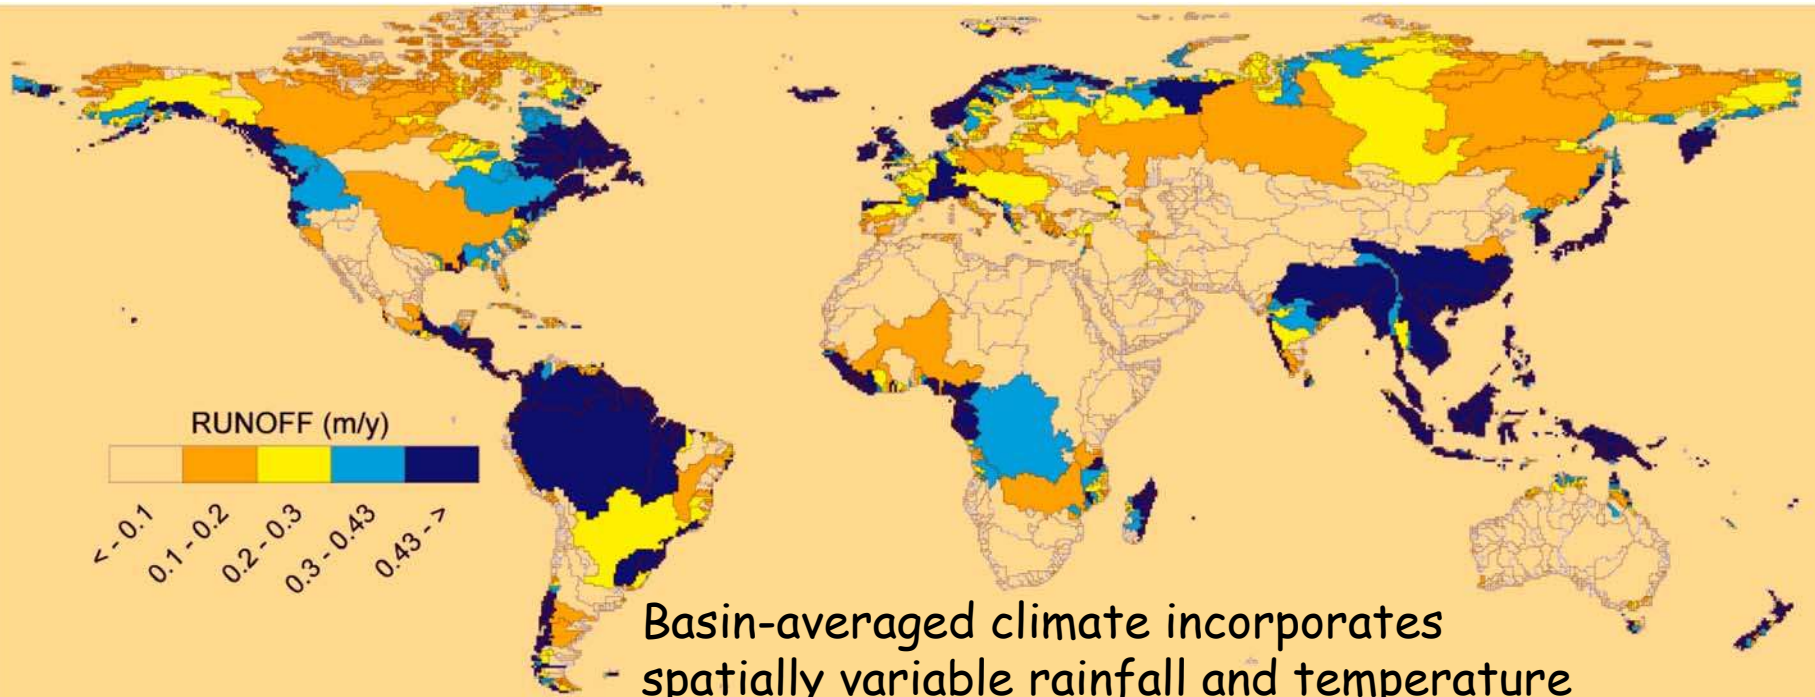 RUNOFF (m/y)
< - 0.1
0.1 - 0.2
0.2 - 0.3
0.3 - 0.43
0.43 - >
Basin-averaged climate incorporates
spatially variable rainfall and temperature